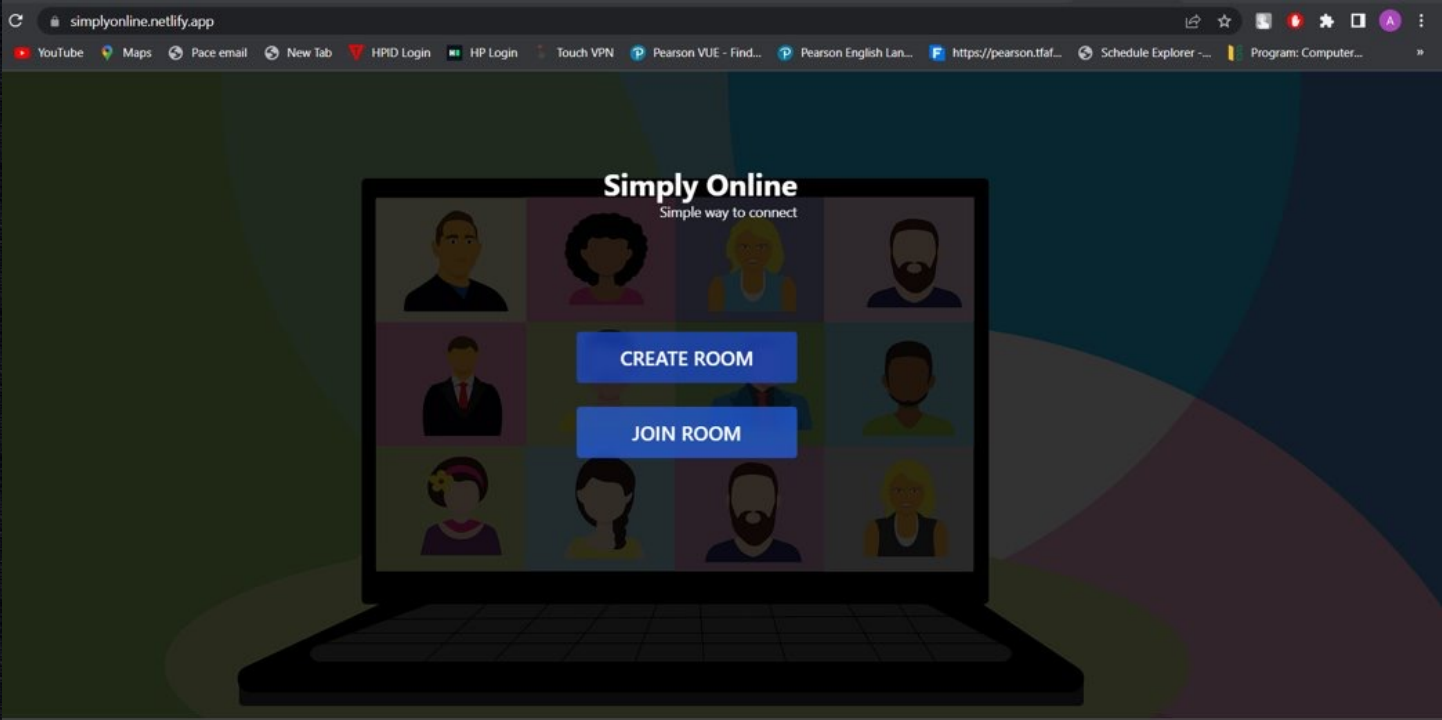 simplyonline.netlify.app
A
YouTube Maps Pace email New Tab HPID Login HP Login Touch VPN Pearson VUE - Find... Pearson English Lan... https://pearson.tfaf... Schedule Explorer -... Program: Computer... »
Simply Online
Simple way to connect
CREATE ROOM
JOIN ROOM